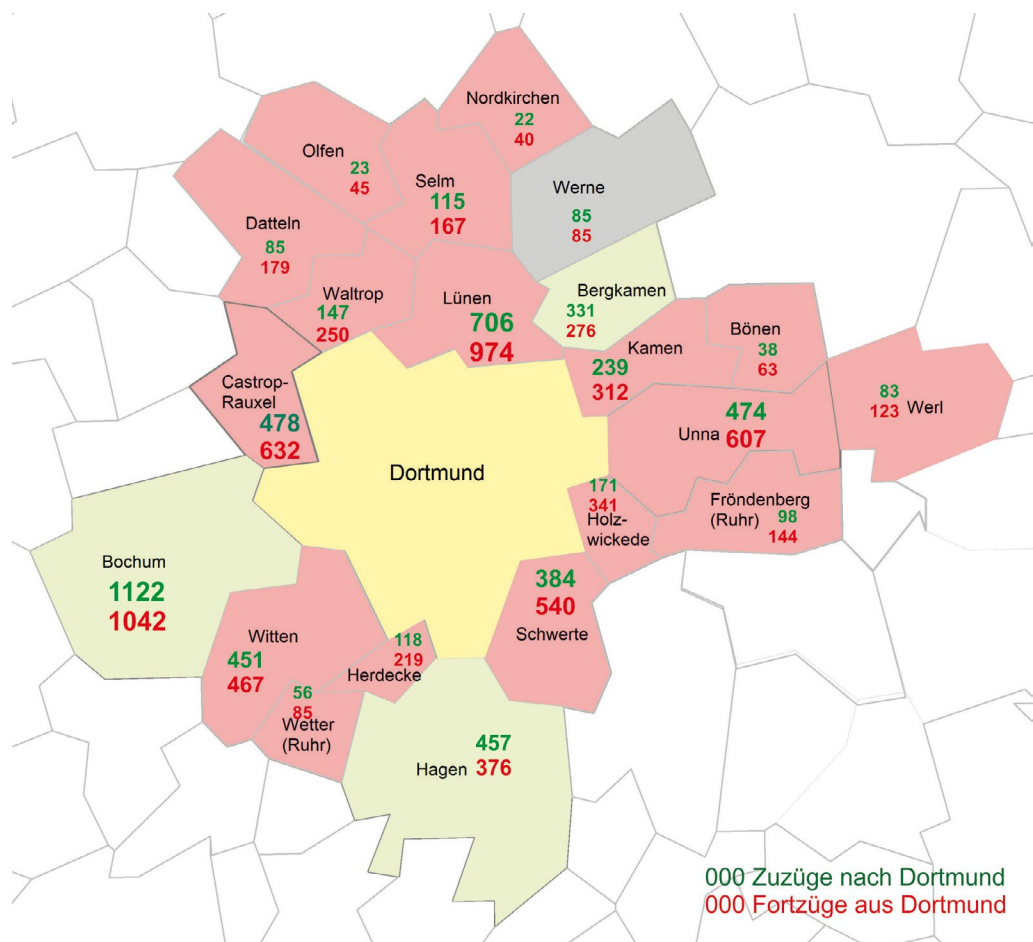 Nordkirchen
22
40
Olfen
23
45
Selm
115
167
Werne
85
85
Datteln
85
179
Waltrop
147
250
Lünen
706
974
Bergkamen
331
276
Kamen
239
312
Bönen
38
63
Castrop-
Rauxel
478
632
Unna
474
607
83
123
Werl
Dortmund
171
341
Holz-
wickede
Fröndenberg
(Ruhr)
98
144
Bochum
1122
1042
384
540
Schwerte
Witten
451
467
118
219
Herdecke
56
85
Wetter
(Ruhr)
Hagen
457
376
000 Zuzüge nach Dortmund
000 Fortzüge aus Dortmund